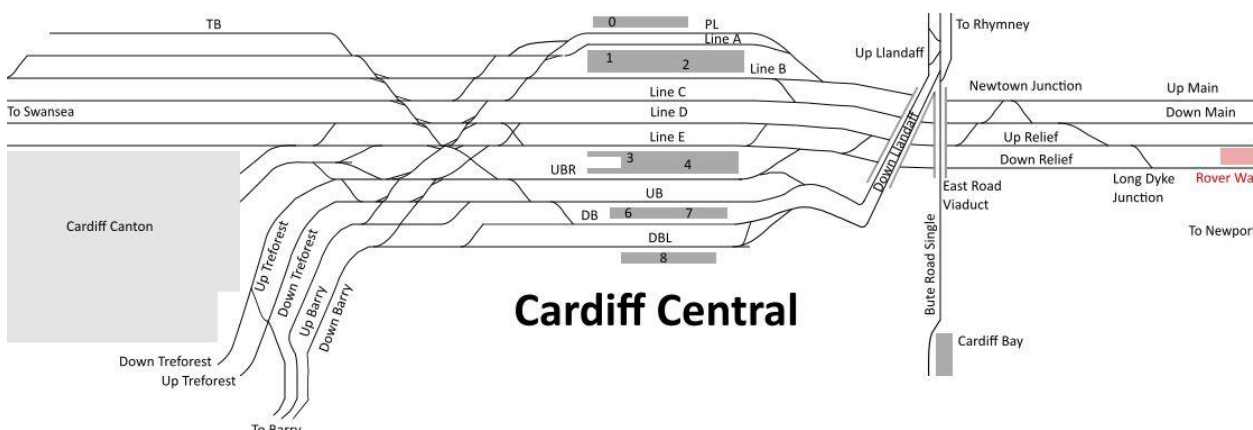 TB
0
PL
Line A
1
2
Line B
Up Llandaff
To Rhymney
Newtown Junction
Up Main
Line C
To Swansea
Line D
Down Main
Line E
Up Relief
3
4
UBR
Down Llandaff
Down Relief
Long Dyke
Junction
Rover Wa
East Road
Viaduct
UB
DB
6
7
Cardiff Canton
Up Treforest
Down Treforest
Up Barry
Down Barry
DBL
8
To Newpor
Bute Road Single
Cardiff Central
Cardiff Bay
Down Treforest
Up Treforest
To Barry